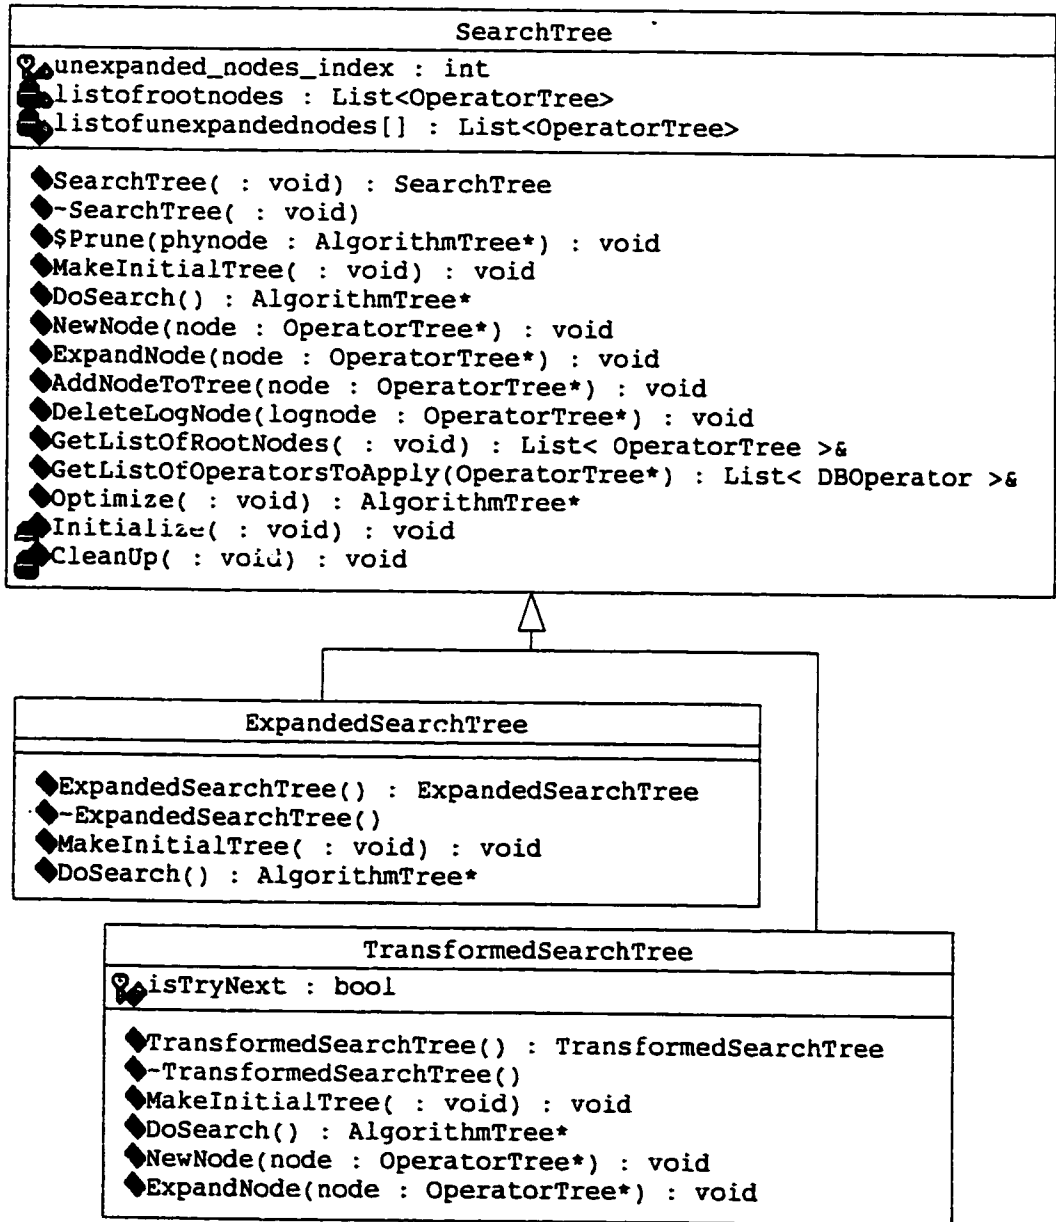 SearchTree
unexpanded_nodes_index : int
listofrootnodes : List<OperatorTree>
listofunexpandednodes[] : List<OperatorTree>
SearchTree( : void) : SearchTree
~SearchTree( : void)
$Prune(phynode : AlgorithmTree*) : void
MakeInitialTree( : void) : void
DoSearch() : AlgorithmTree*
NewNode(node : OperatorTree*) : void
ExpandNode(node : OperatorTree*) : void
AddNodeToTree(node : OperatorTree*) : void
DeleteLogNode(lognode : OperatorTree*) : void
GetListOfRootNodes( : void) : List< OperatorTree >&
GetListOfOperatorsToApply(OperatorTree*) : List< DBOperator >&
Optimize( : void) : AlgorithmTree*
Initialize( : void) : void
CleanUp( : void) : void
ExpandedSearchTree
ExpandedSearchTree() : ExpandedSearchTree
~ExpandedSearchTree()
MakeInitialTree( : void) : void
DoSearch() : AlgorithmTree*
TransformedSearchTree
isTryNext : bool
TransformedSearchTree() : TransformedSearchTree
~TransformedSearchTree()
MakeInitialTree( : void) : void
DoSearch() : AlgorithmTree*
NewNode(node : OperatorTree*) : void
ExpandNode(node : OperatorTree*) : void